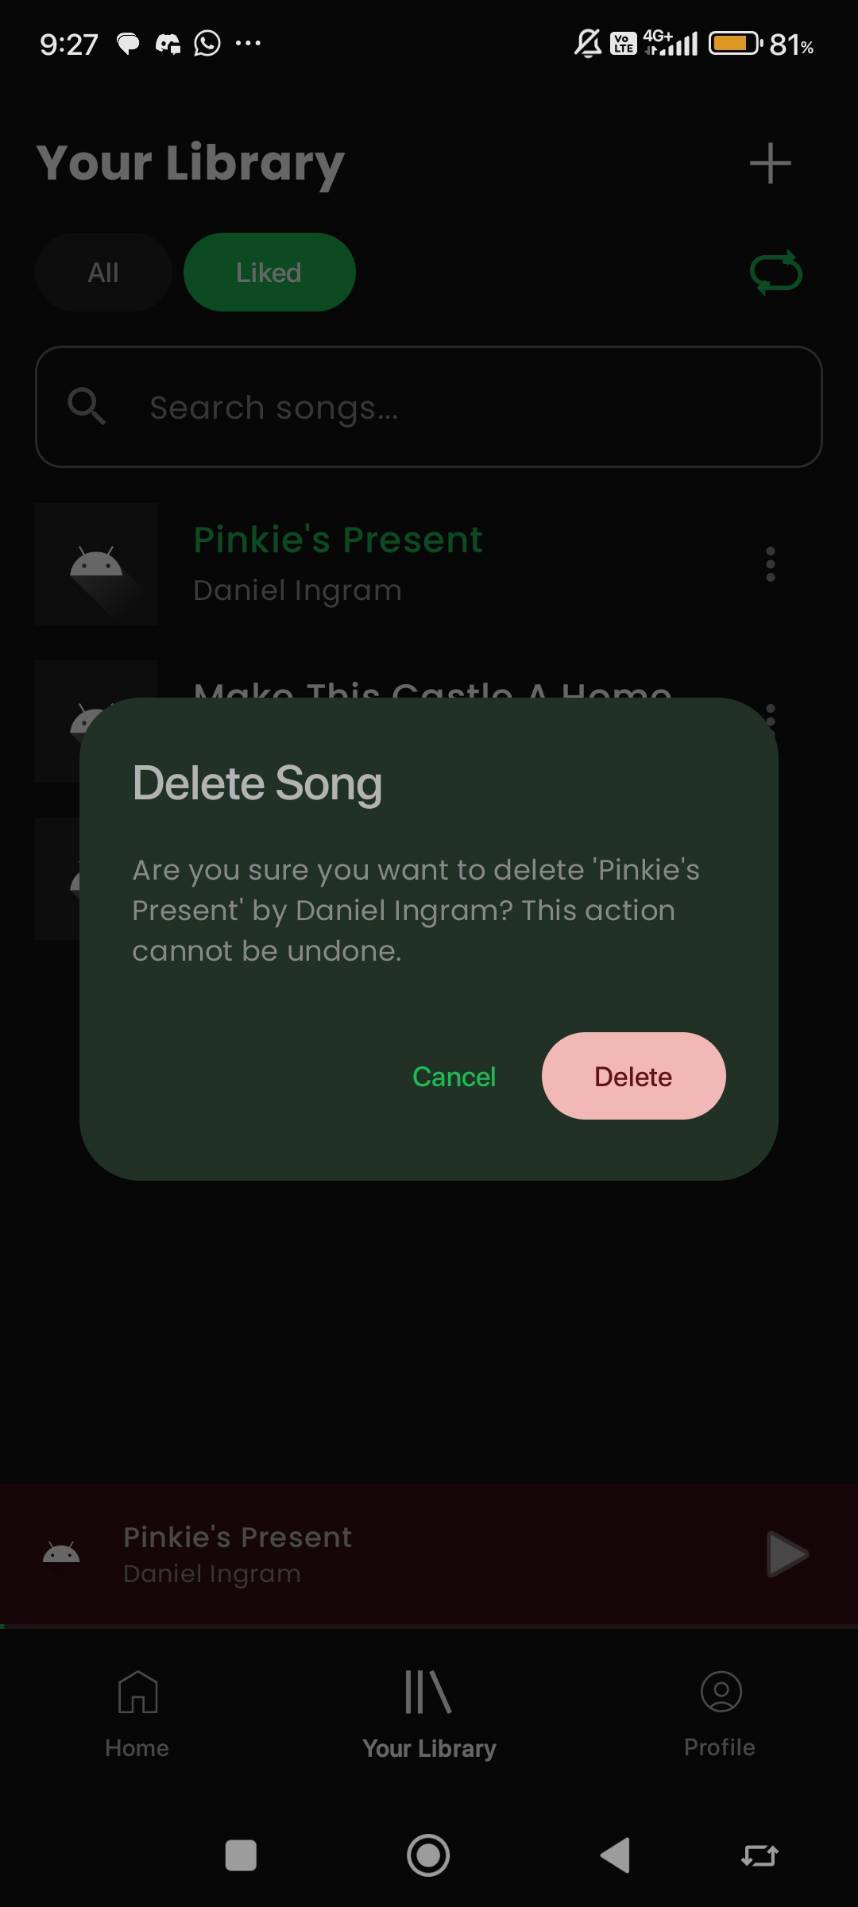 9:27
Vo LTE 4G+ 81%
Your Library
All Liked
Search songs...
Pinkie's Present
Daniel Ingram
Make This Castle A Home
Delete Song
Are you sure you want to delete 'Pinkie's
Present' by Daniel Ingram? This action
cannot be undone.
Cancel Delete
Pinkie's Present
Daniel Ingram
Home Your Library Profile